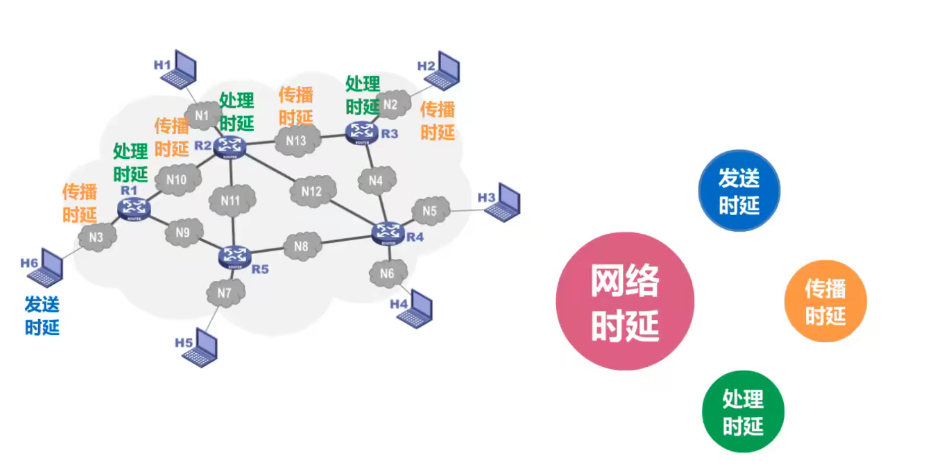 H1
H2
处理
时延
N1
处理
时延
传播
时延
N2
传播
时延
传播
时延
R2
N13
R3
处理
时延
N10
N12
N4
发送
时延
传播
时延
R1
N11
N5
H3
N3
N9
R4
H6
R5
N8
N6
网络
时延
传播
时延
发送
时延
N7
H4
H5
处理
时延